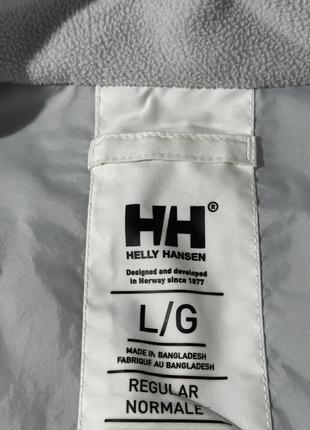 HH®
HELLY HANSEN
Designed and developed
in Norway since 1877
L/G
MADE IN BANGLADESH
FABRIQUÉ AU BANGLADESH
REGULAR
NORMALE